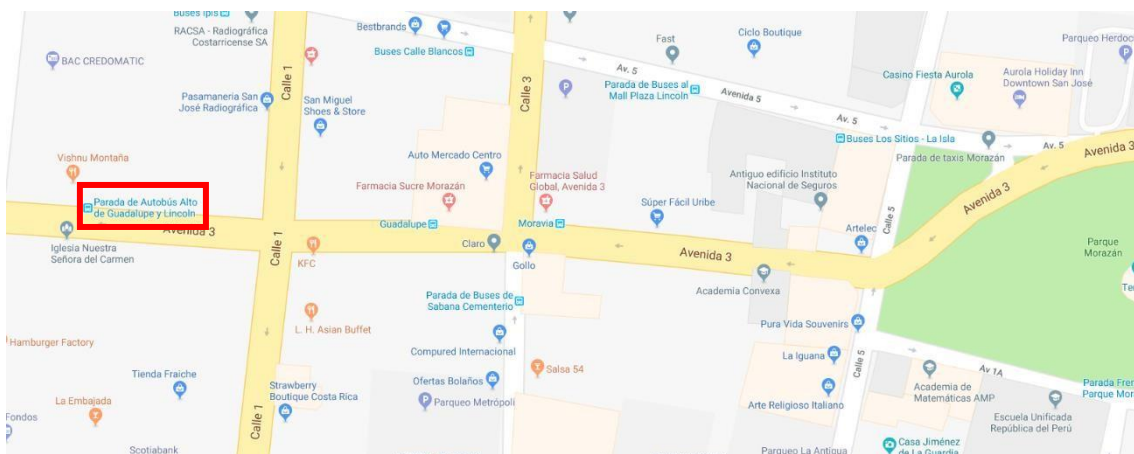 Buses Ipís
RACSA - Radiográfica
Costarricense SA
BAC CREDOMATIC
Bestbrands
Buses Calle Blancos
Fast
Ciclo Boutique
Parqueo Herdoc
Calle 1
Calle 3
Av. 5
Parada de Buses al
Mall Plaza Lincoln
Avenida 5
Casino Fiesta Aurola
Aurola Holiday Inn
Downtown San José
Pasamaneria San
José Radiográfica
San Miguel
Shoes & Store
Av. 5
Buses Los Sitios - La Isla
Parada de taxis Morazán
Av. 5
Avenida 3
Vishnu Montaña
Auto Mercado Centro
Farmacia Sucre Morazán
Farmacia Salud
Global, Avenida 3
Antiguo edificio Instituto
Nacional de Seguros
Parada de Autobús Alto
de Guadalupe y Lincoln
Súper Fácil Uribe
Avenida 3
Calle 5
Avenida 3
Guadalupe
Moravia
Artelec
Iglesia Nuestra
Señora del Carmen
Calle 1
KFC
Claro
Gollo
Avenida 3
Parque
Morazán
Academia Convexa
Parada de Buses de
Sabana Cementerio
L. H. Asian Buffet
Pura Vida Souvenirs
Hamburger Factory
Compured Internacional
La Iguana
Calle 5
Av 1A
Tienda Fraiche
Strawberry
Boutique Costa Rica
Ofertas Bolaños
Salsa 54
Academia de
Matemáticas AMP
Parada Fren
Parque Mor
La Embajada
Parqueo Metrópoli
Arte Religioso Italiano
Escuela Unificada
República del Perú
Fondos
Calle 1
Scotiabank
Parqueo La Antigua
Casa Jiménez
de La Guardia